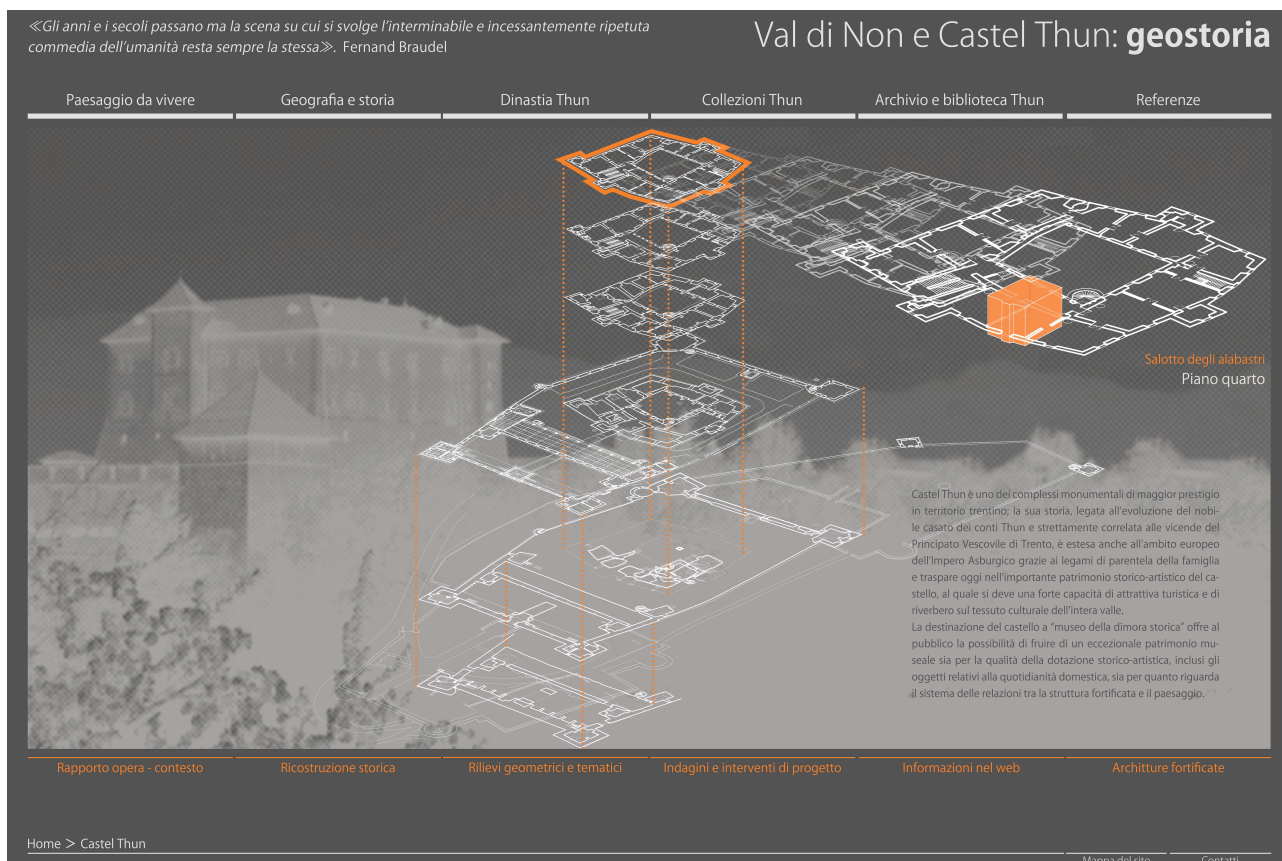 ≪Gli anni e i secoli passano ma la scena su cui si svolge l'interminabile e incessantemente ripetuta
commedia dell'umanità resta sempre la stessa≫. Fernand Braudel
Val di Non e Castel Thun: geostoria
Paesaggio da vivere
Geografia e storia
Dinastia Thun
Collezioni Thun
Archivio e biblioteca Thun
Referenze
Salotto degli alabastri
Piano quarto
Castel Thun è uno dei complessi monumentali di maggior prestigio
in territorio trentino; la sua storia, legata all'evoluzione del nobi-
le casato dei conti Thun e strettamente correlata alle vicende del
Principato Vescovile di Trento, è estesa anche all'ambito europeo
dell'Impero Asburgico grazie ai legami di parentela della famiglia
e traspare oggi nell'importante patrimonio storico-artistico del ca-
stello, al quale si deve una forte capacità di attrattiva turistica e di
riverbero sul tessuto culturale dell'intera valle.
La destinazione del castello a "museo della dimora storica" offre al
pubblico la possibilità di fruire di un eccezionale patrimonio mu-
seale sia per la qualità della dotazione storico-artistica, inclusi gli
oggetti relativi alla quotidianità domestica, sia per quanto riguarda
il sistema delle relazioni tra la struttura fortificata e il paesaggio.
Rapporto opera - contesto
Ricostruzione storica
Rilievi geometrici e tematici
Indagini e interventi di progetto
Informazioni nel web
Architture fortificate
Home > Castel Thun
Mappa del sito
Contatti